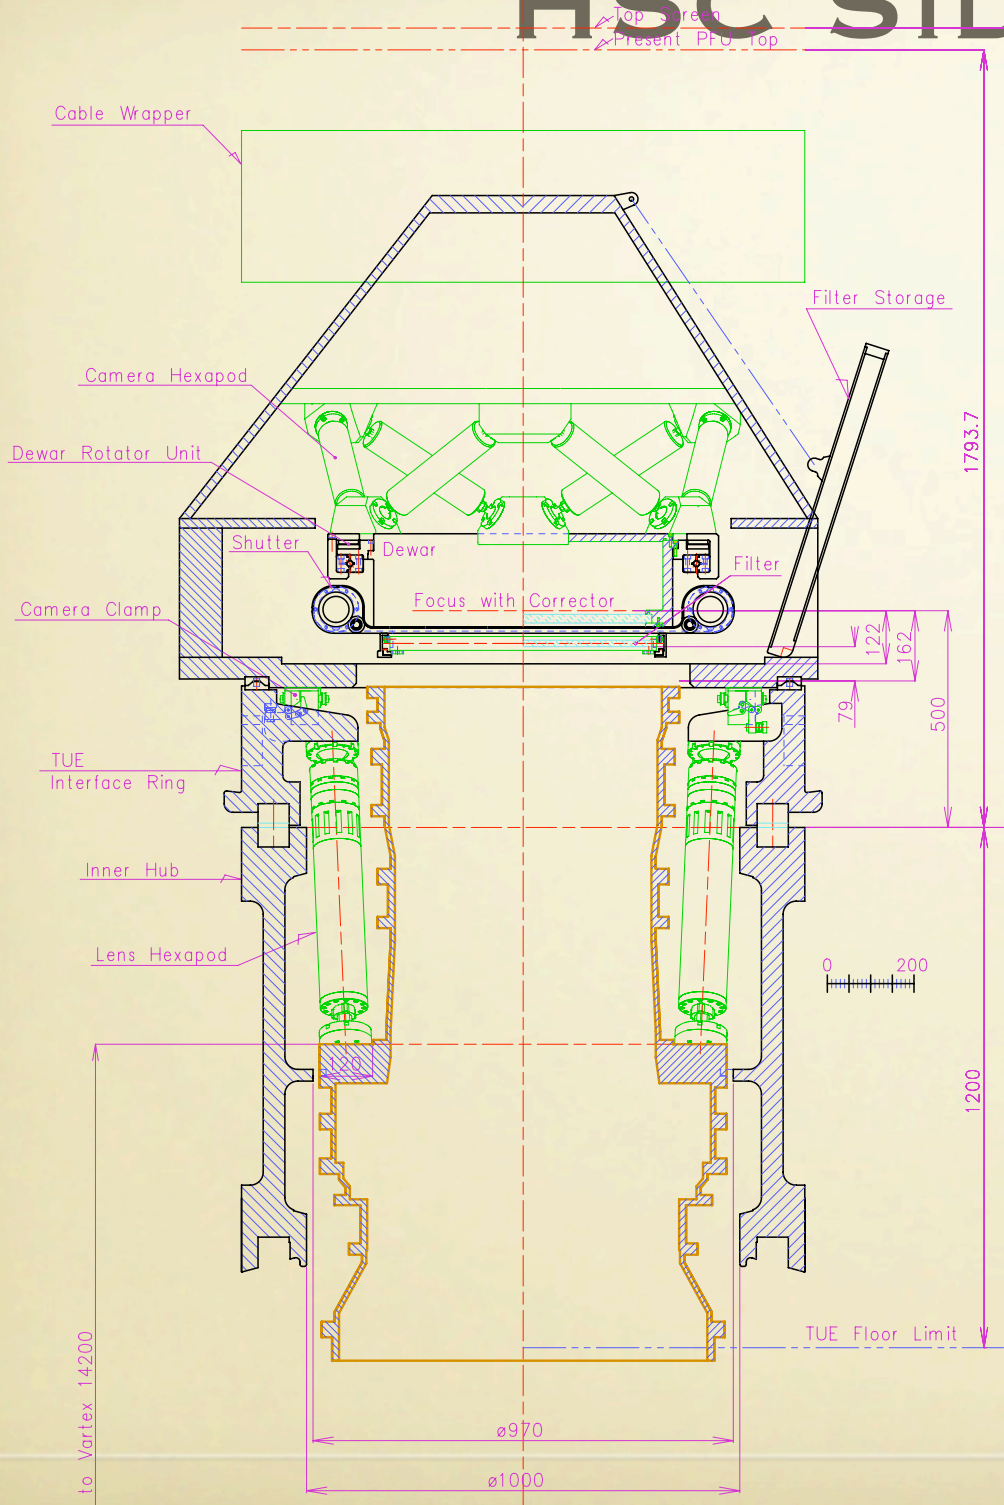 HSC
Top Screen
Present PFU Top
Cable Wrapper
Filter Storage
Camera Hexapod
1793.7
Dewar Rotator Unit
Shutter
Dewar
Filter
Focus with Corrector
Camera Clamp
122
162
79
500
TUE
Interface Ring
Inner Hub
Lens Hexapod
0 200
120
1200
TUE Floor Limit
to Vartex 14200
ø970
ø1000